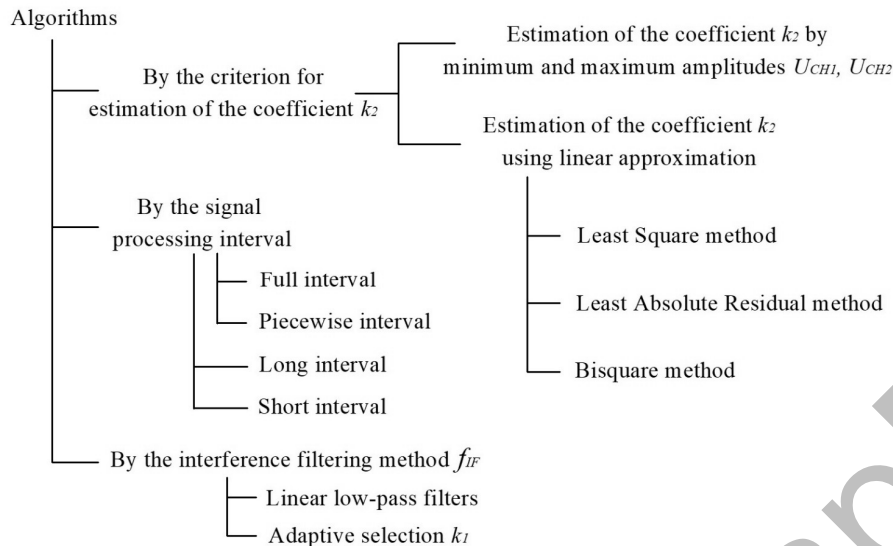 Algorithms
By the criterion for
estimation of the coefficient k₂
Estimation of the coefficient k₂ by
minimum and maximum amplitudes U_CH1, U_CH2
Estimation of the coefficient k₂
using linear approximation
Least Square method
Least Absolute Residual method
Bisquare method
By the signal
processing interval
Full interval
Piecewise interval
Long interval
Short interval
By the interference filtering method f_IF
Linear low-pass filters
Adaptive selection k₁